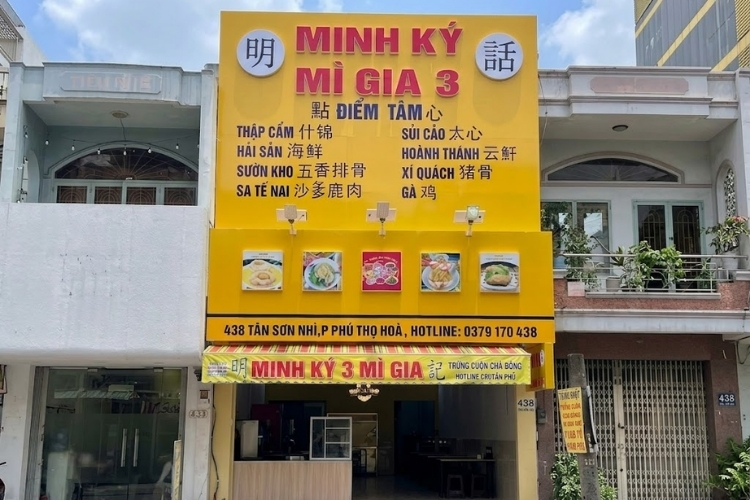 明 MINH KÝ 話
MÌ GIA 3
點 ĐIỂM TÂM 心
THẬP CẨM 什锦 SỦI CẢO 太心
HẢI SẢN 海鲜 HOÀNH THÁNH 云飦
SƯỜN KHO 五香排骨 XÍ QUÁCH 猪骨
SA TẾ NAI 沙爹鹿肉 GÀ 鸡
438 TÂN SƠN NHÌ,P PHÚ THỌ HOÀ, HOTLINE: 0379 170 438
明 MINH KÝ 3 MÌ GIA 記
TRỨNG CUỘN CHÀ BÔNG
438
438